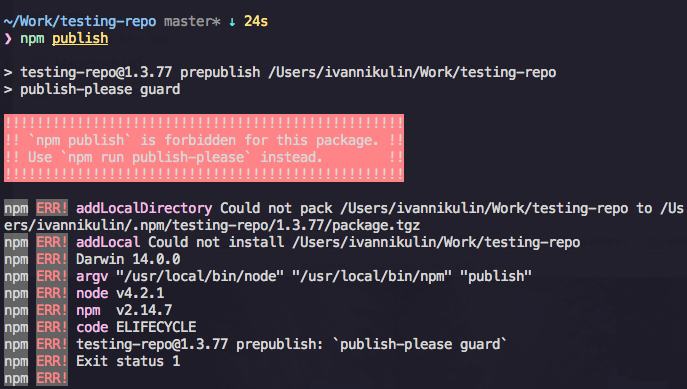 ~/Work/testing-repo master* ↓ 24s
❯ npm publish
> testing-repo@1.3.77 prepublish /Users/ivannikulin/Work/testing-repo
> publish-please guard
!!!!!!!!!!!!!!!!!!!!!!!!!!!!!!!!!!!!!!!!!!!!!!!!!!
!! `npm publish` is forbidden for this package. !!
!! Use `npm run publish-please` instead.        !!
!!!!!!!!!!!!!!!!!!!!!!!!!!!!!!!!!!!!!!!!!!!!!!!!!!
npm ERR! addLocalDirectory Could not pack /Users/ivannikulin/Work/testing-repo to /Us
ers/ivannikulin/.npm/testing-repo/1.3.77/package.tgz
npm ERR! addLocal Could not install /Users/ivannikulin/Work/testing-repo
npm ERR! Darwin 14.0.0
npm ERR! argv "/usr/local/bin/node" "/usr/local/bin/npm" "publish"
npm ERR! node v4.2.1
npm ERR! npm  v2.14.7
npm ERR! code ELIFECYCLE
npm ERR! testing-repo@1.3.77 prepublish: `publish-please guard`
npm ERR! Exit status 1
npm ERR!